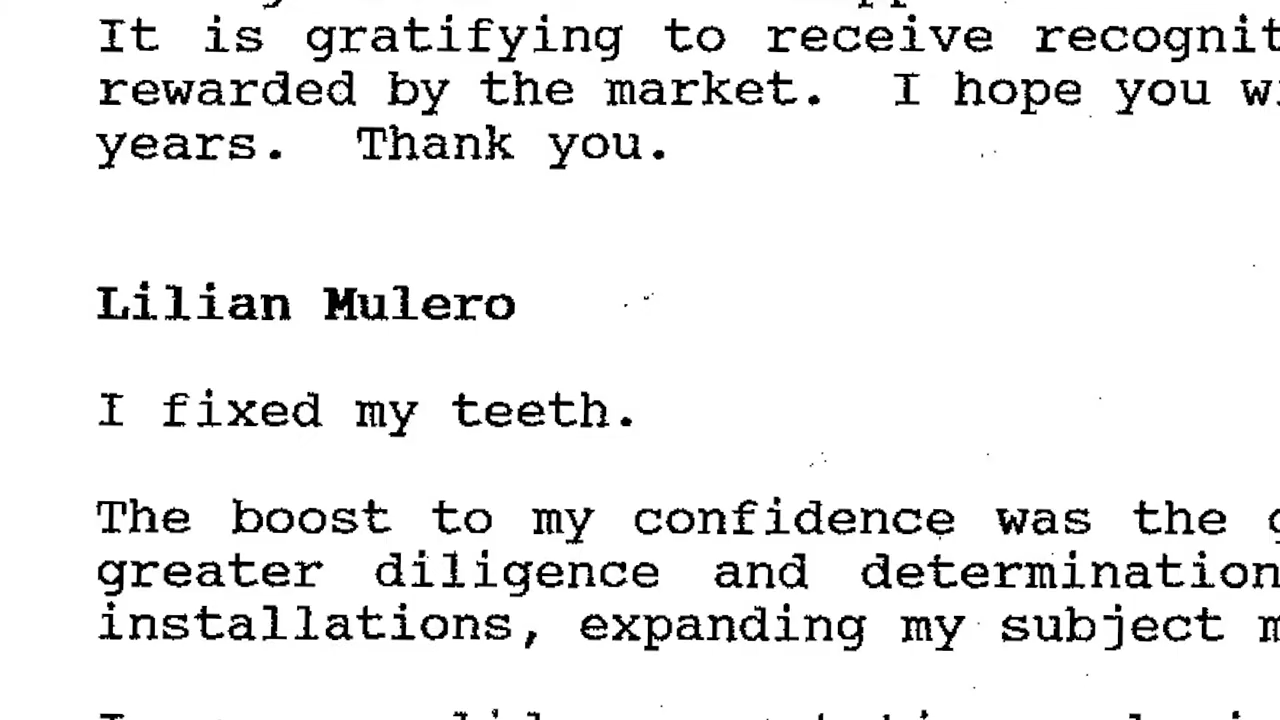 It is gratifying to receive recognit
rewarded by the market. I hope you wi
years. Thank you.
Lilian Mulero
I fixed my teeth.
The boost to my confidence was the
greater diligence and determination
installations, expanding my subject